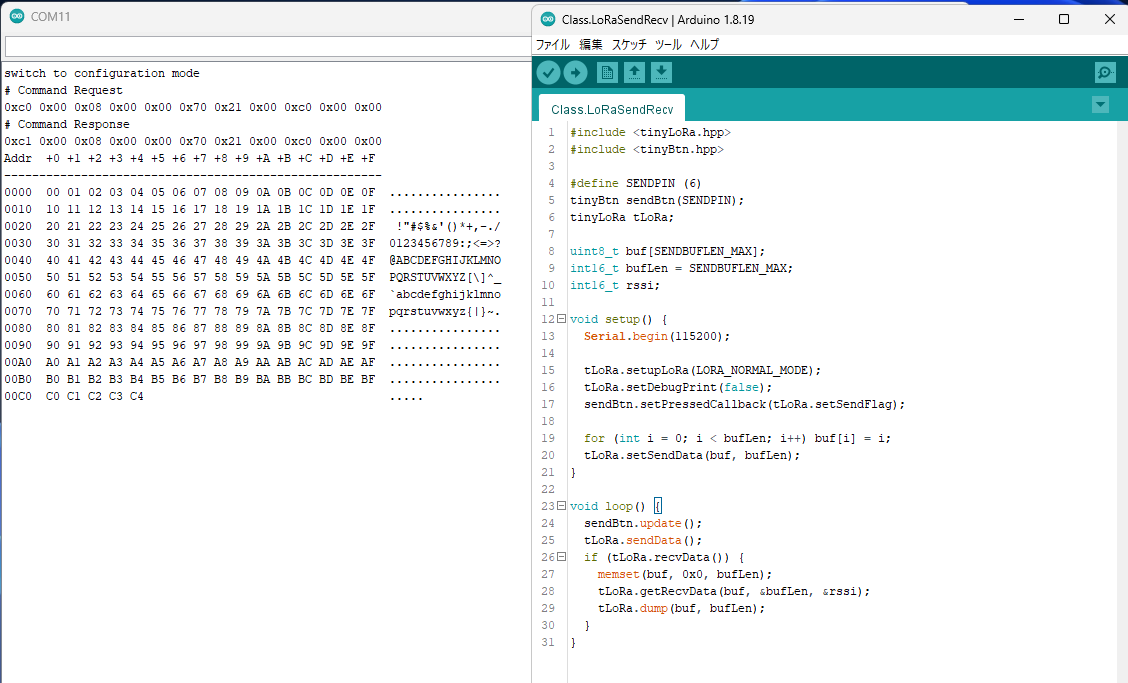 COM11
switch to configuration mode
# Command Request
0xc0 0x00 0x08 0x00 0x00 0x70 0x21 0x00 0xc0 0x00 0x00
# Command Response
0xc1 0x00 0x08 0x00 0x00 0x70 0x21 0x00 0xc0 0x00 0x00
Addr  +0 +1 +2 +3 +4 +5 +6 +7 +8 +9 +A +B +C +D +E +F
------------------------------------------------------
0000  00 01 02 03 04 05 06 07 08 09 0A 0B 0C 0D 0E 0F  ................
0010  10 11 12 13 14 15 16 17 18 19 1A 1B 1C 1D 1E 1F  ................
0020  20 21 22 23 24 25 26 27 28 29 2A 2B 2C 2D 2E 2F   !"#$%&'()*+,-./
0030  30 31 32 33 34 35 36 37 38 39 3A 3B 3C 3D 3E 3F  0123456789:;<=>?
0040  40 41 42 43 44 45 46 47 48 49 4A 4B 4C 4D 4E 4F  @ABCDEFGHIJKLMNO
0050  50 51 52 53 54 55 56 57 58 59 5A 5B 5C 5D 5E 5F  PQRSTUVWXYZ[\]^_
0060  60 61 62 63 64 65 66 67 68 69 6A 6B 6C 6D 6E 6F  `abcdefghijklmno
0070  70 71 72 73 74 75 76 77 78 79 7A 7B 7C 7D 7E 7F  pqrstuvwxyz{|}~.
0080  80 81 82 83 84 85 86 87 88 89 8A 8B 8C 8D 8E 8F  ................
0090  90 91 92 93 94 95 96 97 98 99 9A 9B 9C 9D 9E 9F  ................
00A0  A0 A1 A2 A3 A4 A5 A6 A7 A8 A9 AA AB AC AD AE AF  ................
00B0  B0 B1 B2 B3 B4 B5 B6 B7 B8 B9 BA BB BC BD BE BF  ................
00C0  C0 C1 C2 C3 C4                                   .....
Class.LoRaSendRecv | Arduino 1.8.19
ファイル 編集 スケッチ ツール ヘルプ
Class.LoRaSendRecv
1 #include <tinyLoRa.hpp>
2 #include <tinyBtn.hpp>
3
4 #define SENDPIN (6)
5 tinyBtn sendBtn(SENDPIN);
6 tinyLoRa tLoRa;
7
8 uint8_t buf[SENDBUFLEN_MAX];
9 int16_t bufLen = SENDBUFLEN_MAX;
10 int16_t rssi;
11
12 void setup() {
13   Serial.begin(115200);
14
15   tLoRa.setupLoRa(LORA_NORMAL_MODE);
16   tLoRa.setDebugPrint(false);
17   sendBtn.setPressedCallback(tLoRa.setSendFlag);
18
19   for (int i = 0; i < bufLen; i++) buf[i] = i;
20   tLoRa.setSendData(buf, bufLen);
21 }
22
23 void loop() {
24   sendBtn.update();
25   tLoRa.sendData();
26   if (tLoRa.recvData()) {
27     memset(buf, 0x0, bufLen);
28     tLoRa.getRecvData(buf, &bufLen, &rssi);
29     tLoRa.dump(buf, bufLen);
30   }
31 }